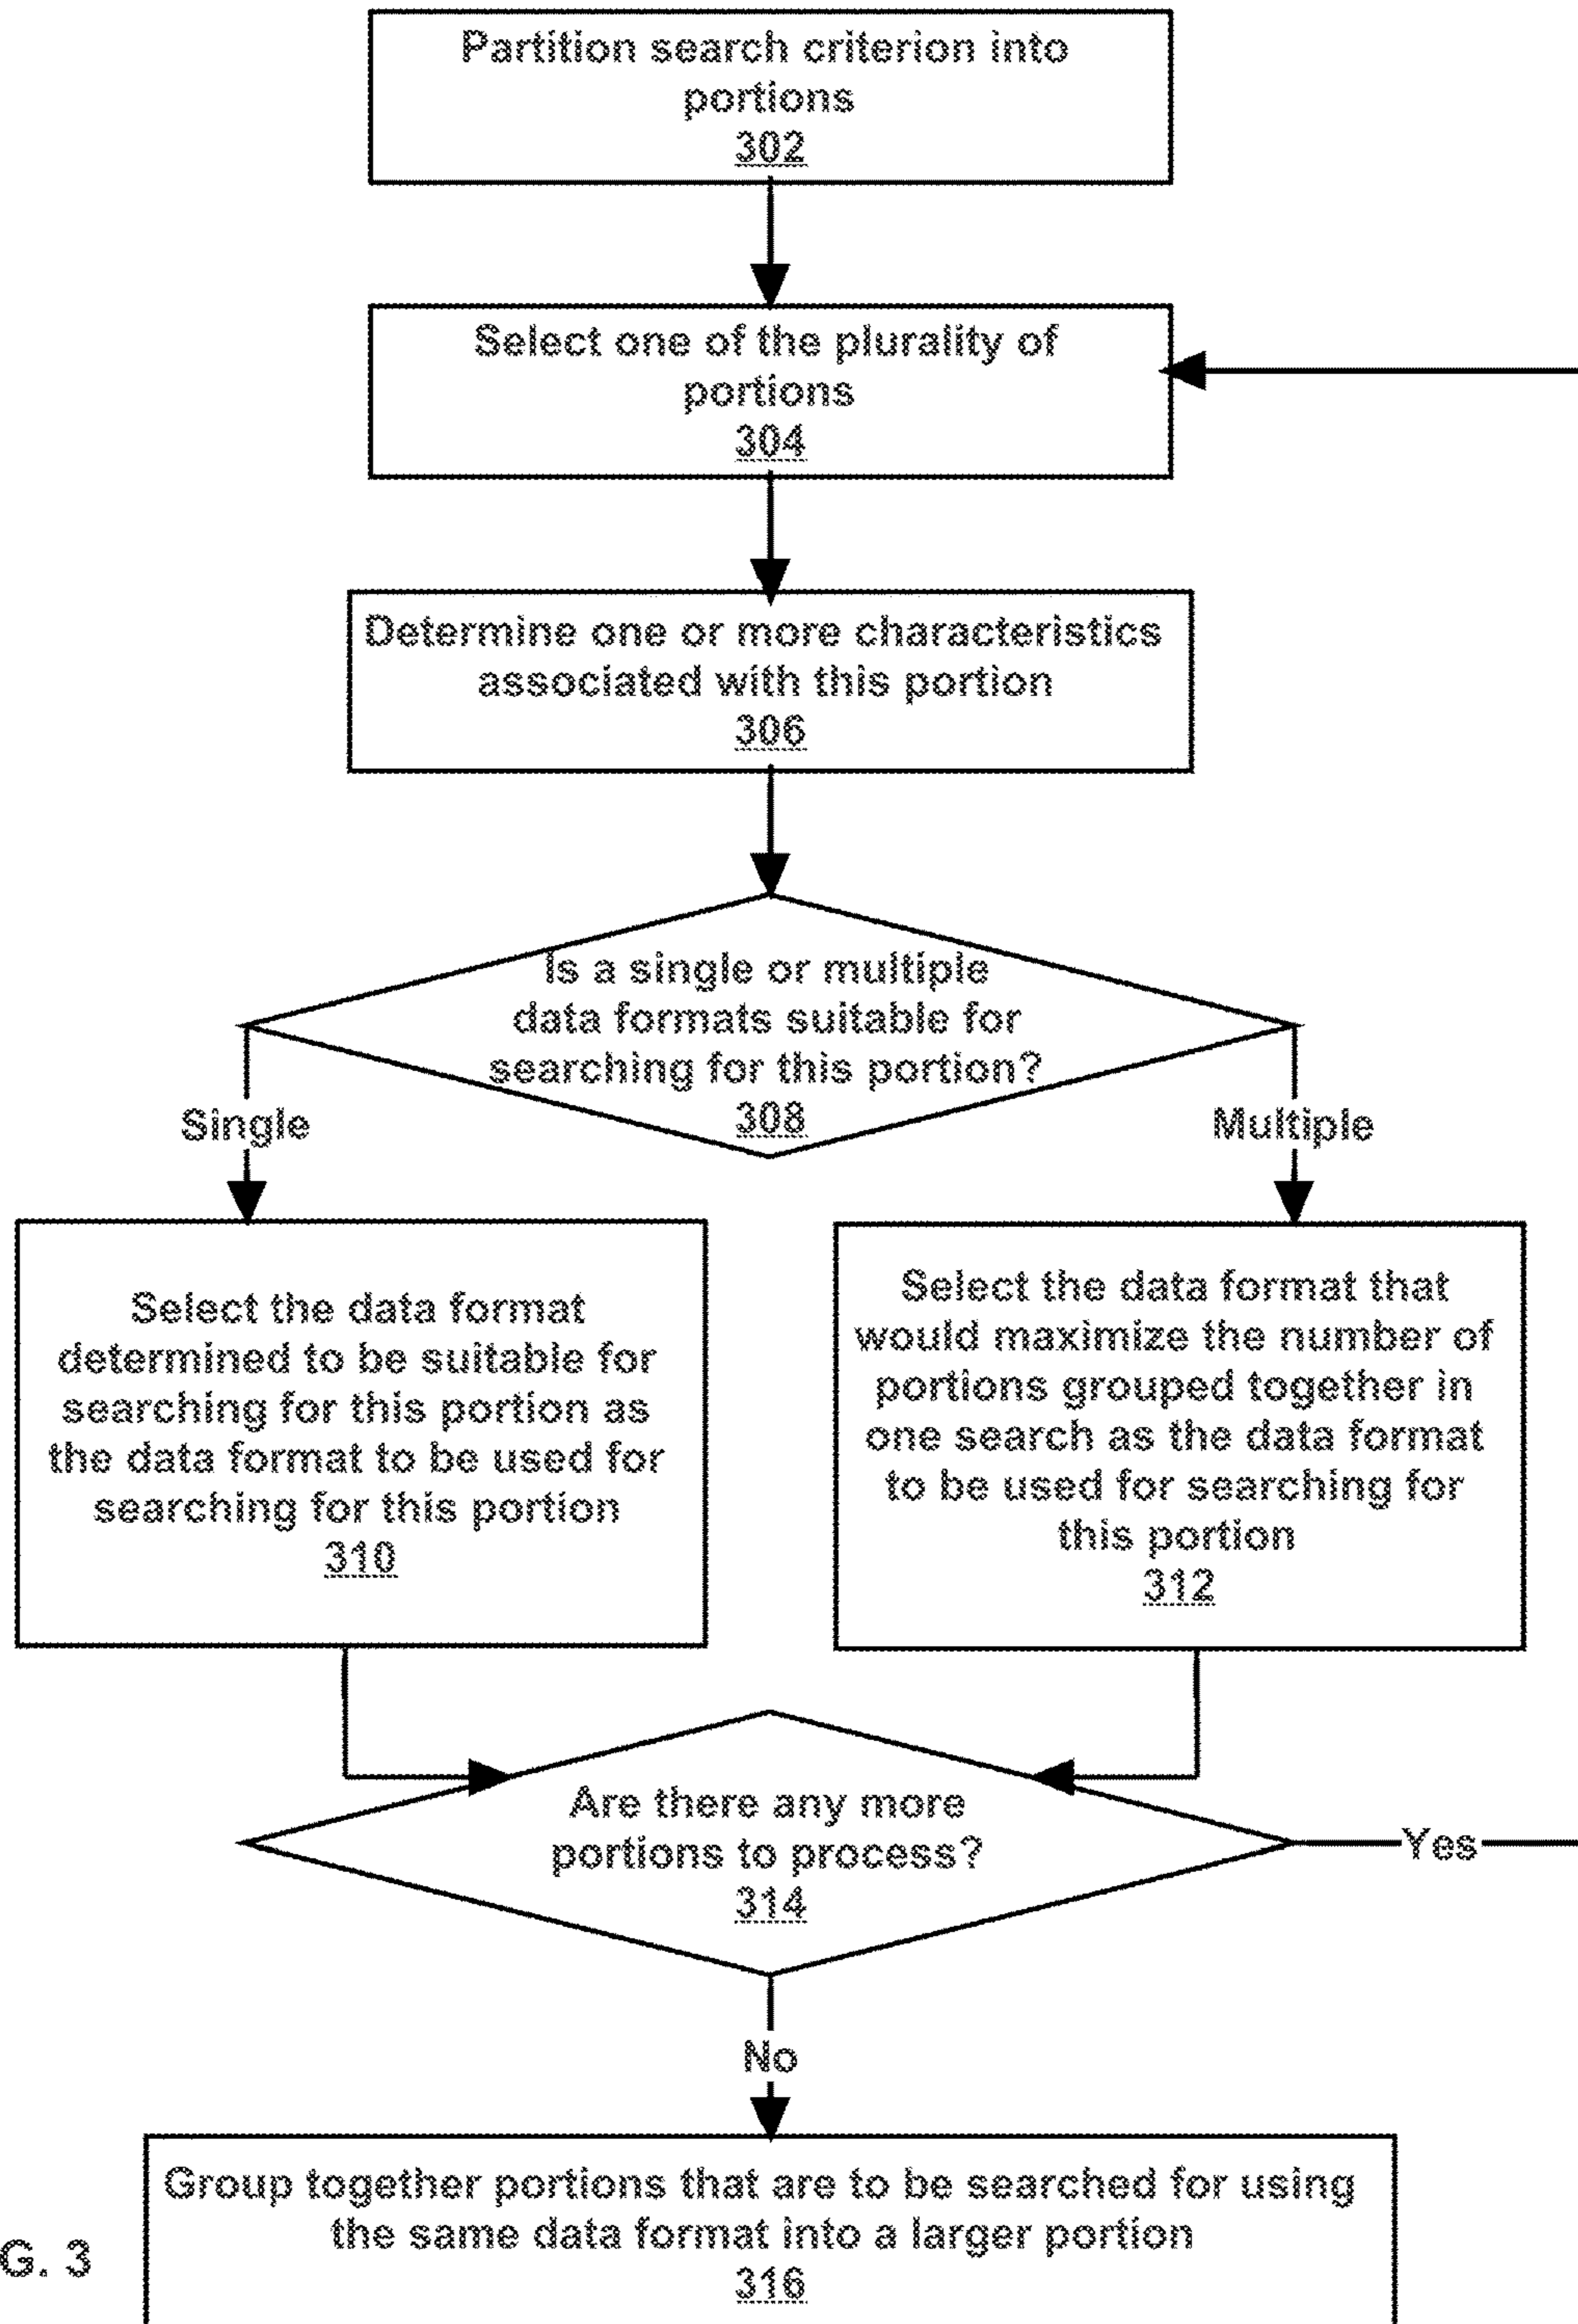 Partition search criterion into
portions
302
Select one of the plurality of
portions
304
Determine one or more characteristics
associated with this portion
306
Is a single or multiple
data formats suitable for
searching for this portion?
308
Single
Multiple
Select the data format
determined to be suitable for
searching for this portion as
the data format to be used for
searching for this portion
310
Select the data format that
would maximize the number of
portions grouped together in
one search as the data format
to be used for searching for
this portion
312
Are there any more
portions to process?
314
Yes
No
Group together portions that are to be searched for using
the same data format into a larger portion
316
G. 3